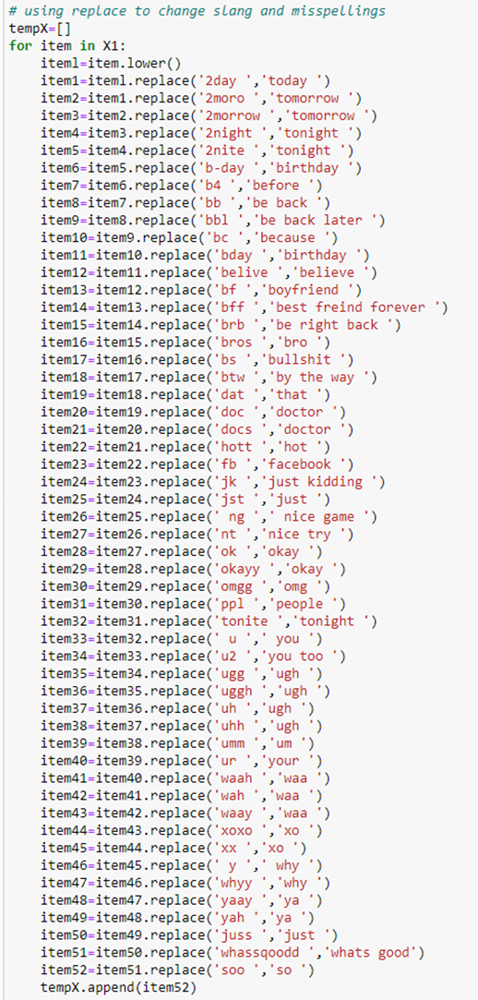 # using replace to change slang and misspellings
tempX=[]
for item in X1:
    iteml=item.lower()
    item1=iteml.replace('2day ','today ')
    item2=item1.replace('2moro ','tomorrow ')
    item3=item2.replace('2morrow ','tomorrow ')
    item4=item3.replace('2night ','tonight ')
    item5=item4.replace('2nite ','tonight ')
    item6=item5.replace('b-day ','birthday ')
    item7=item6.replace('b4 ','before ')
    item8=item7.replace('bb ','be back ')
    item9=item8.replace('bbl ','be back later ')
    item10=item9.replace('bc ','because ')
    item11=item10.replace('bday ','birthday ')
    item12=item11.replace('belive ','believe ')
    item13=item12.replace('bf ','boyfriend ')
    item14=item13.replace('bff ','best freind forever ')
    item15=item14.replace('brb ','be right back ')
    item16=item15.replace('bros ','bro ')
    item17=item16.replace('bs ','bullshit ')
    item18=item17.replace('btw ','by the way ')
    item19=item18.replace('dat ','that ')
    item20=item19.replace('doc ','doctor ')
    item21=item20.replace('docs ','doctor ')
    item22=item21.replace('hott ','hot ')
    item23=item22.replace('fb ','facebook ')
    item24=item23.replace('jk ','just kidding ')
    item25=item24.replace('jst ','just ')
    item26=item25.replace(' ng ',' nice game ')
    item27=item26.replace('nt ','nice try ')
    item28=item27.replace('ok ','okay ')
    item29=item28.replace('okayy ','okay ')
    item30=item29.replace('omgg ','omg ')
    item31=item30.replace('ppl ','people ')
    item32=item31.replace('tonite ','tonight ')
    item33=item32.replace(' u ',' you ')
    item34=item33.replace('u2 ','you too ')
    item35=item34.replace('ugg ','ugh ')
    item36=item35.replace('uggh ','ugh ')
    item37=item36.replace('uh ','ugh ')
    item38=item37.replace('uhh ','ugh ')
    item39=item38.replace('umm ','um ')
    item40=item39.replace('ur ','your ')
    item41=item40.replace('waah ','waa ')
    item42=item41.replace('wah ','waa ')
    item43=item42.replace('waay ','waa ')
    item44=item43.replace('xoxo ','xo ')
    item45=item44.replace('xx ','xo ')
    item46=item45.replace(' y ',' why ')
    item47=item46.replace('whyy ','why ')
    item48=item47.replace('yaay ','ya ')
    item49=item48.replace('yah ','ya ')
    item50=item49.replace('juss ','just ')
    item51=item50.replace('whassqoodd ','whats good')
    item52=item51.replace('soo ','so ')
    tempX.append(item52)